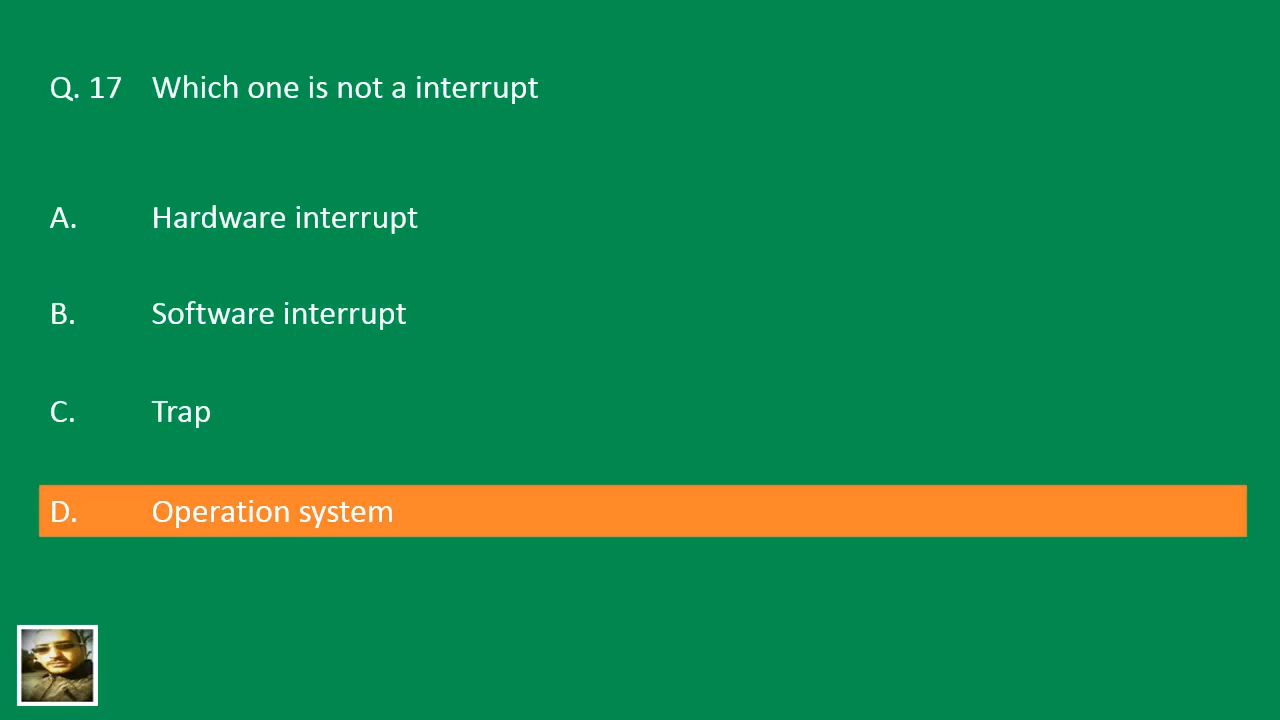 Q. 17 Which one is not a interrupt
A. Hardware interrupt
B. Software interrupt
C. Trap
D. Operation system